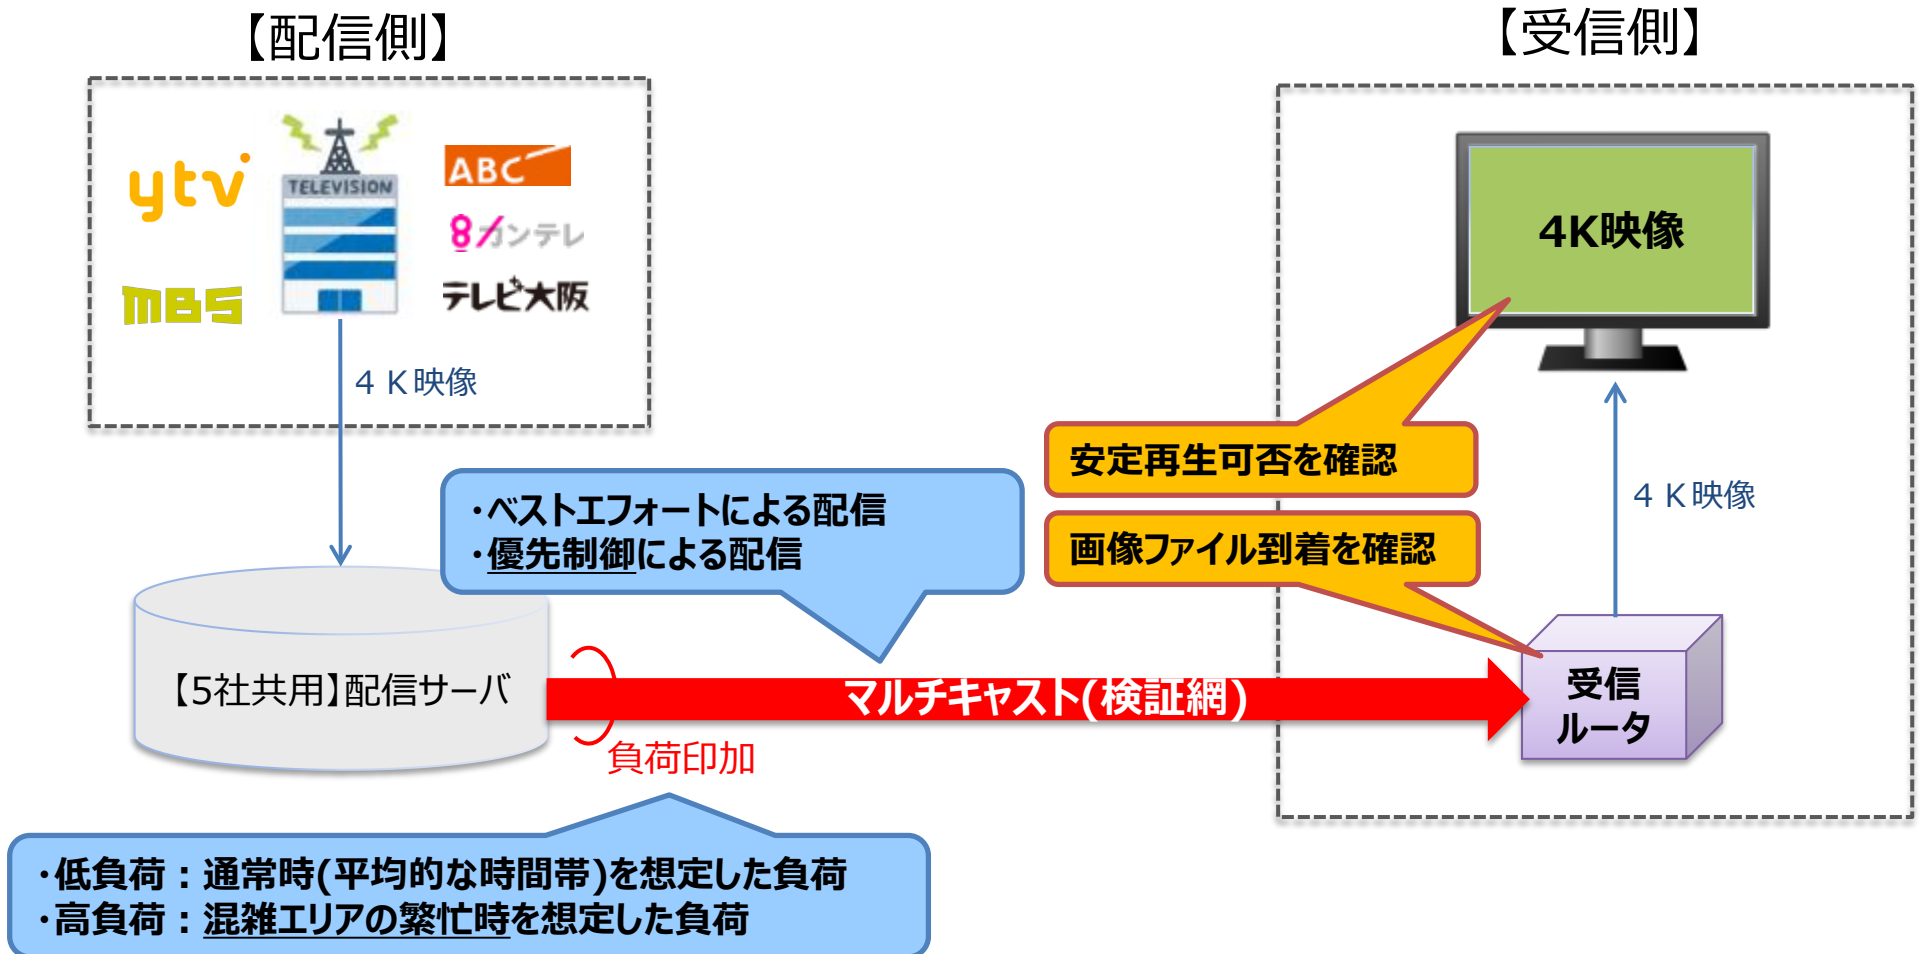 【配信側】
【受信側】
ytv
TELEVISION
ABC
8カンテレ
MBS
テレビ大阪
４Ｋ映像
4K映像
安定再生可否を確認
画像ファイル到着を確認
４Ｋ映像
・ベストエフォートによる配信
・優先制御による配信
【5社共用】配信サーバ
マルチキャスト(検証網)
受信
ルータ
負荷印加
・低負荷：通常時(平均的な時間帯)を想定した負荷
・高負荷：混雑エリアの繁忙時を想定した負荷